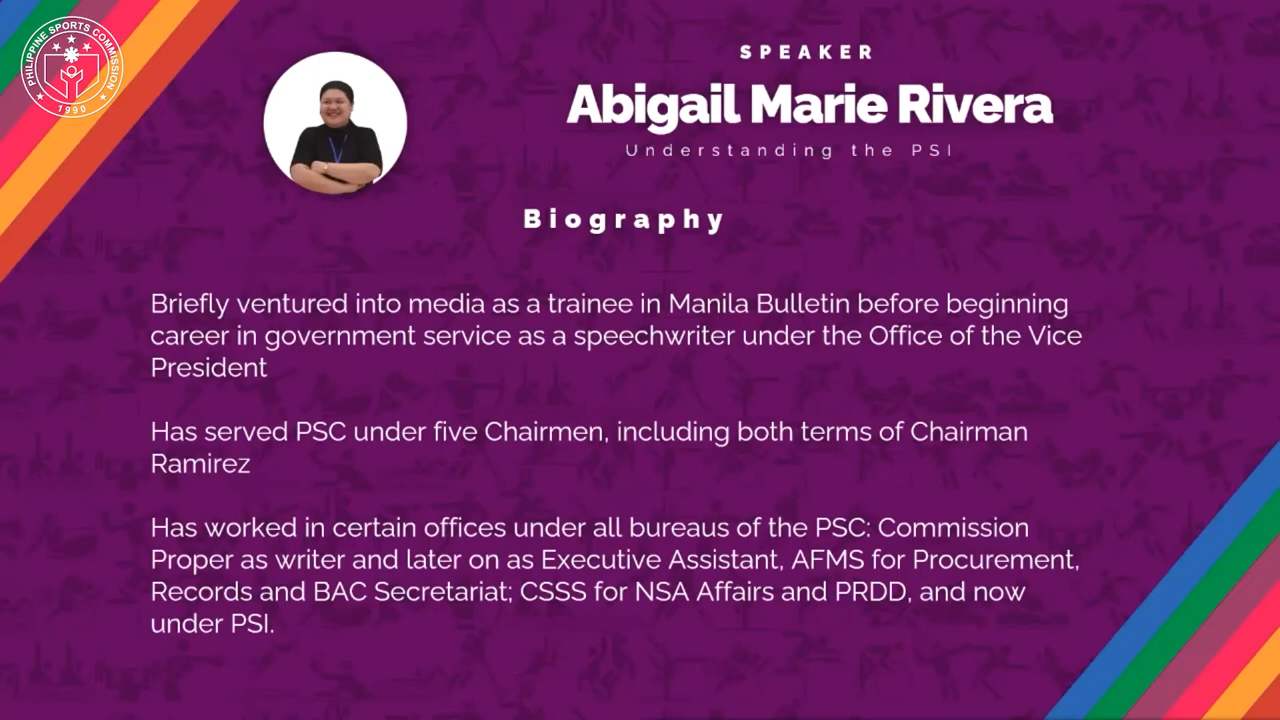 PHILIPPINE SPORTS COMMISSION
1990
SPEAKER
Abigail Marie Rivera
Understanding the PSI
Biography
Briefly ventured into media as a trainee in Manila Bulletin before beginning
career in government service as a speechwriter under the Office of the Vice
President
Has served PSC under five Chairmen, including both terms of Chairman
Ramirez
Has worked in certain offices under all bureaus of the PSC: Commission
Proper as writer and later on as Executive Assistant, AFMS for Procurement,
Records and BAC Secretariat; CSSS for NSA Affairs and PRDD, and now
under PSI.